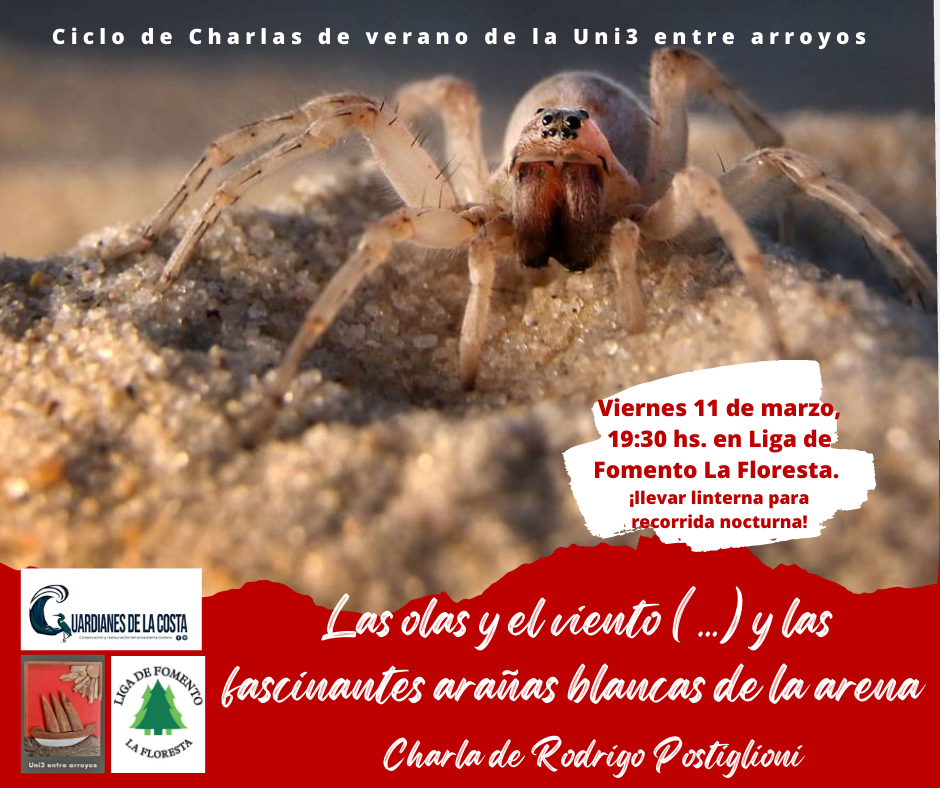 Ciclo de Charlas de verano de la Uni3 entre arroyos
Viernes 11 de marzo,
19:30 hs. en Liga de
Fomento La Floresta.
¡llevar linterna para
recorrida nocturna!
Las olas y el viento (...) y las
fascinantes arañas blancas de la arena
Charla de Rodrigo Postiglioni
GUARDIANES DE LA COSTA
Conservación y restauración del ecosistema costero
Uni3 entre arroyos
LIGA DE FOMENTO
LA FLORESTA